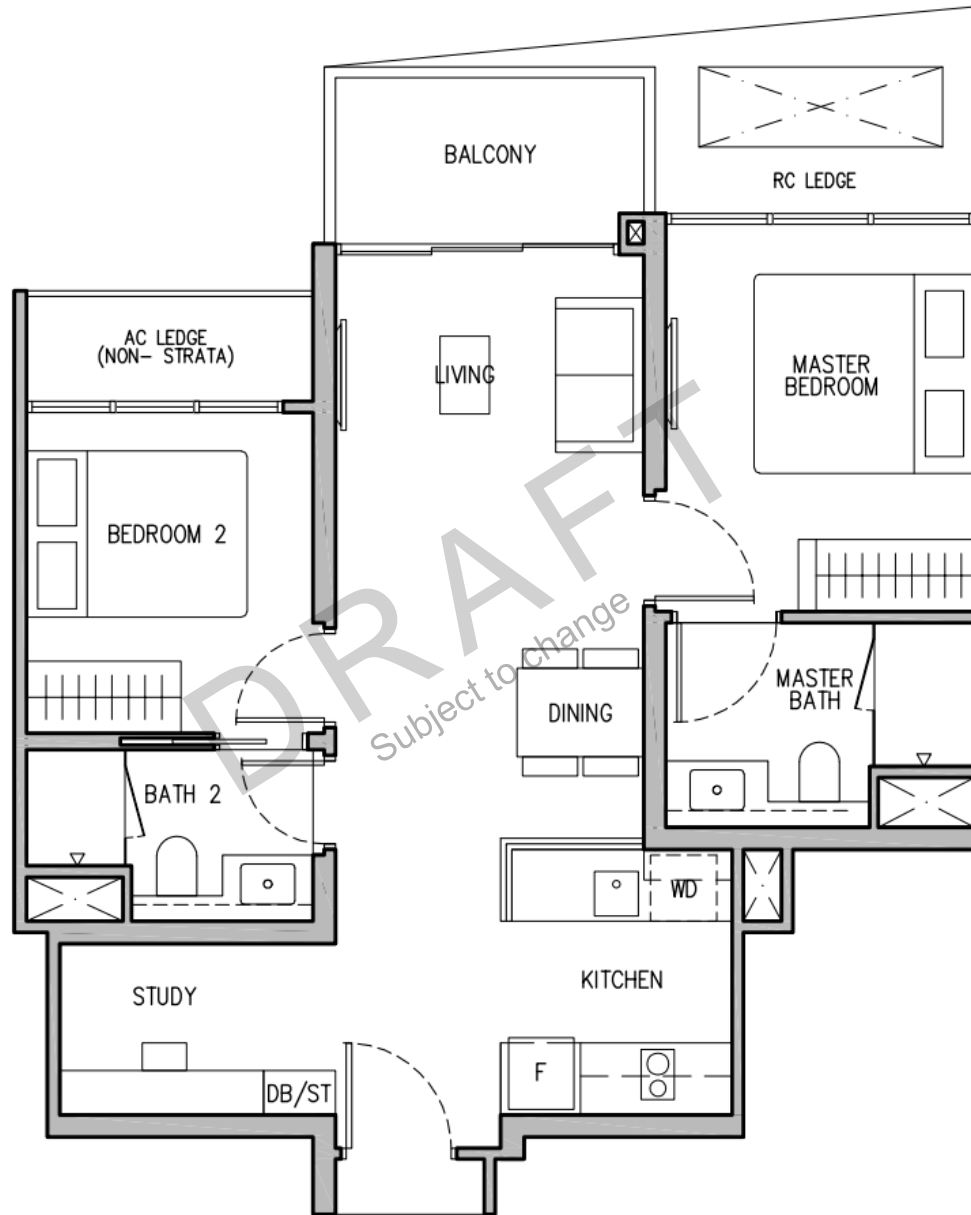 BALCONY
RC LEDGE
AC LEDGE
(NON- STRATA)
LIVING
MASTER
BEDROOM
BEDROOM 2
DRAFT
Subject to change
MASTER
BATH
DINING
BATH 2
WD
STUDY
KITCHEN
F
DB/ST